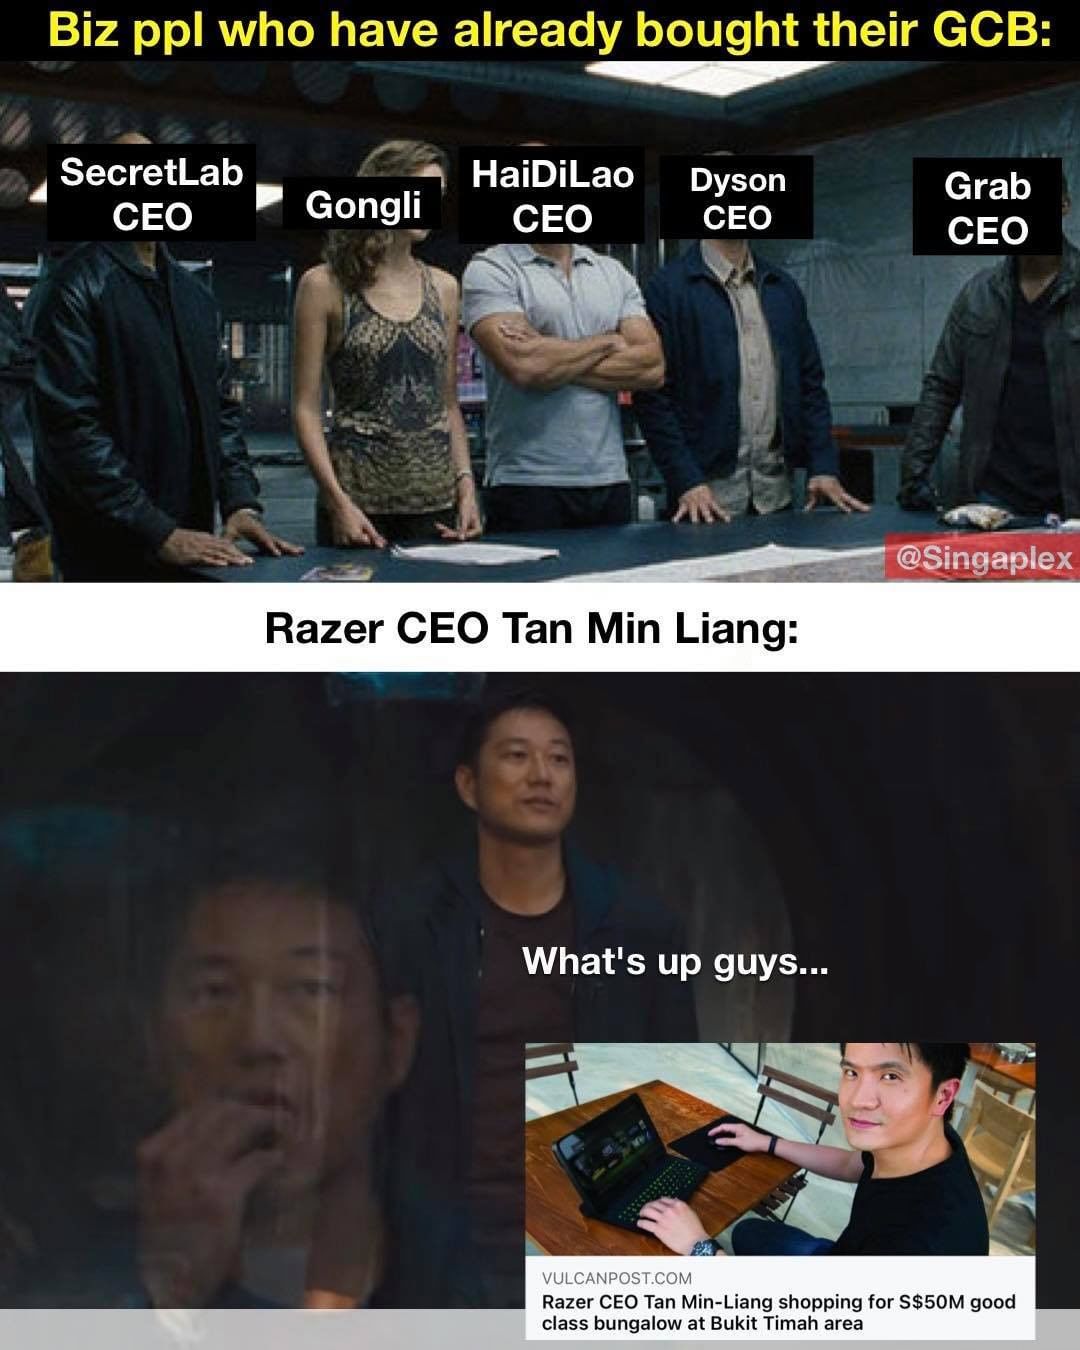 Biz ppl who have already bought their GCB:
SecretLab
CEO
Gongli
HaiDiLao
CEO
Dyson
CEO
Grab
CEO
@Singaplex
Razer CEO Tan Min Liang:
What's up guys...
VULCANPOST.COM
Razer CEO Tan Min-Liang shopping for S$50M good
class bungalow at Bukit Timah area